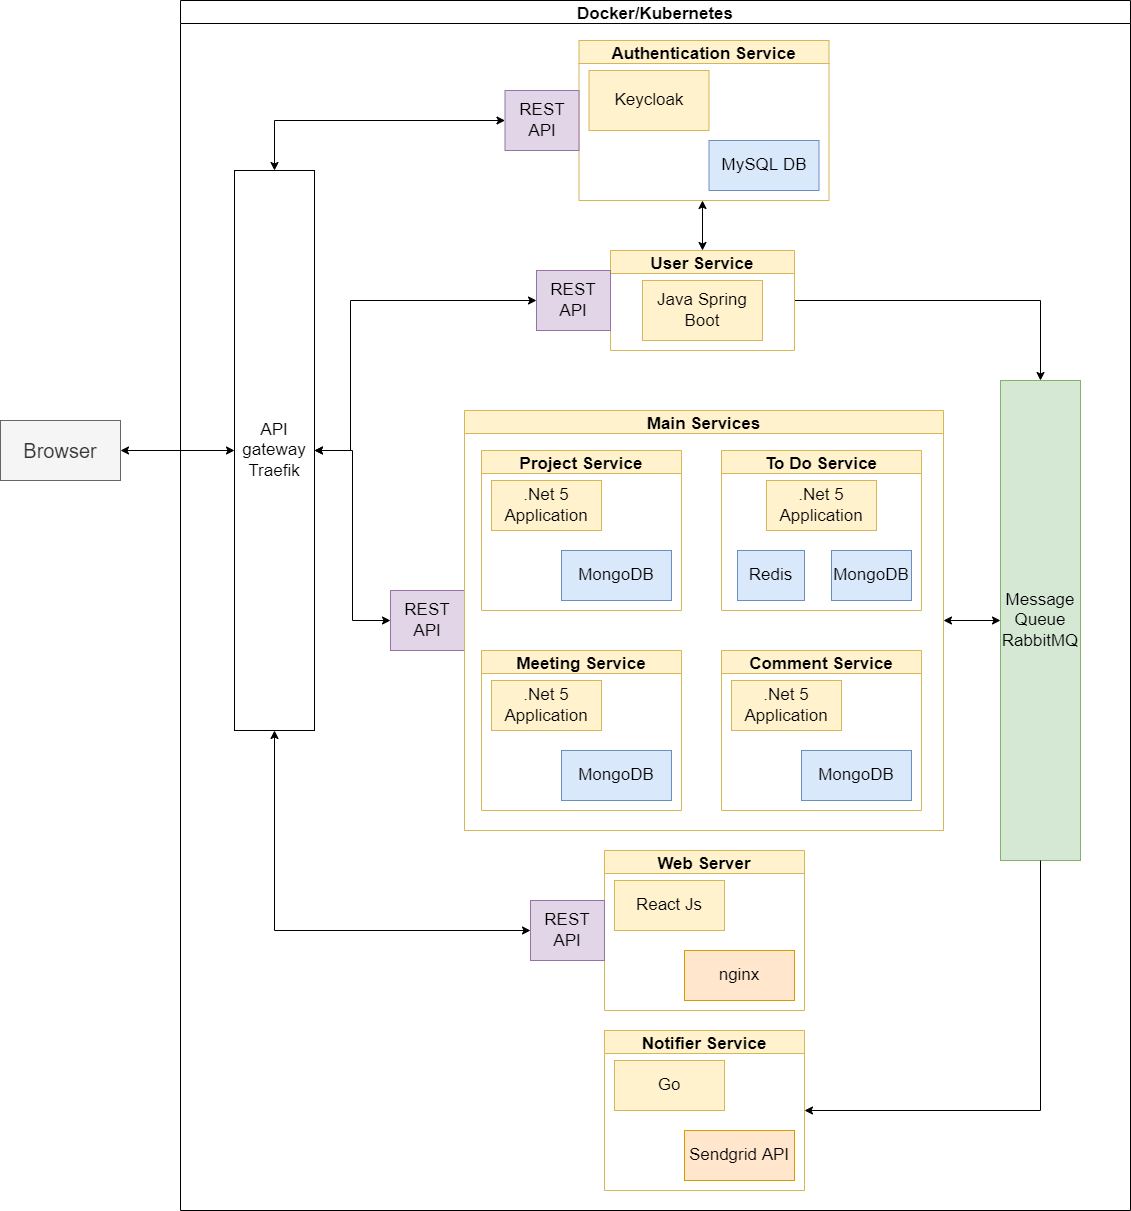 Docker/Kubernetes
Authentication Service
Keycloak
REST
API
MySQL DB
User Service
REST
API
Java Spring
Boot
Browser
API
gateway
Traefik
Main Services
Project Service
.Net 5
Application
MongoDB
To Do Service
.Net 5
Application
Redis
MongoDB
REST
API
Meeting Service
.Net 5
Application
MongoDB
Comment Service
.Net 5
Application
MongoDB
Message
Queue
RabbitMQ
Web Server
React Js
REST
API
nginx
Notifier Service
Go
Sendgrid API